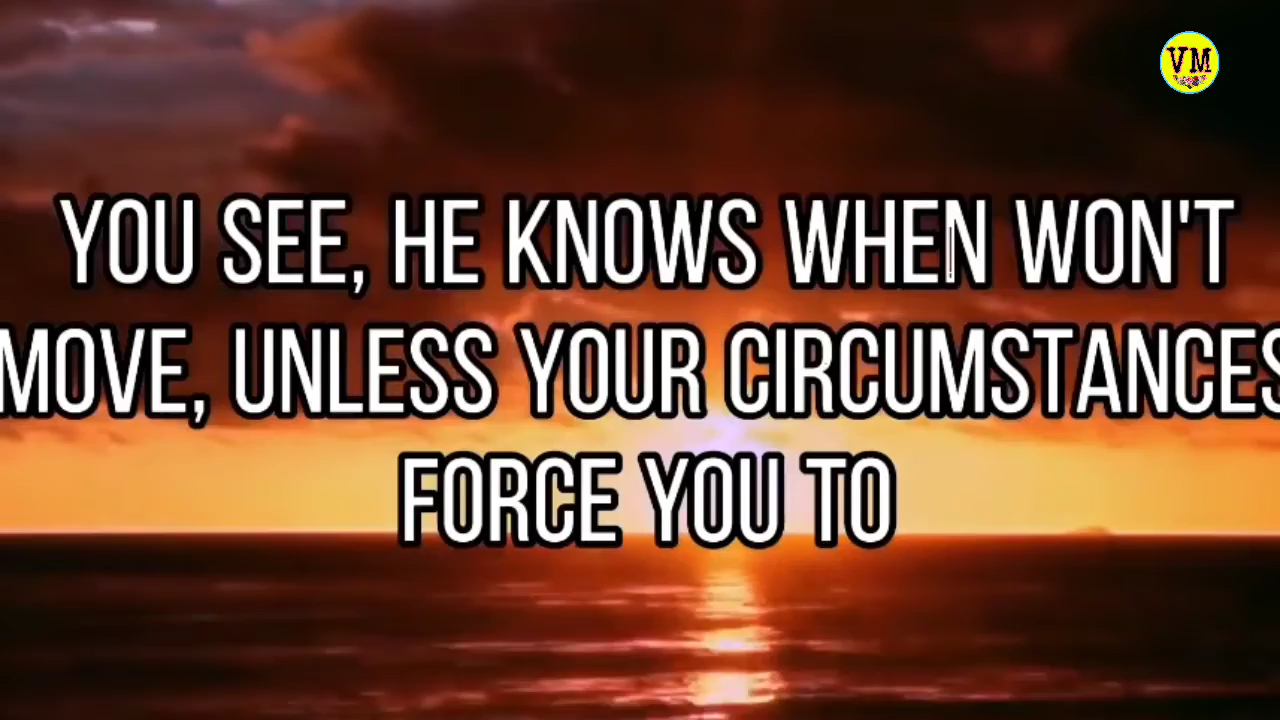 VM
YOU SEE, HE KNOWS WHEN WON'T
MOVE, UNLESS YOUR CIRCUMSTANCES
FORCE YOU TO